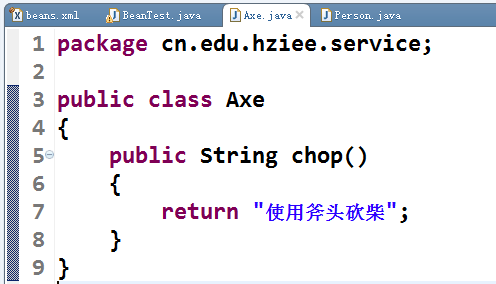 beans.xml BeanTest.java Axe.java Person.java
1 package cn.edu.hziee.service;
2
3 public class Axe
4 {
5 public String chop()
6 {
7 return "使用斧头砍柴";
8 }
9 }